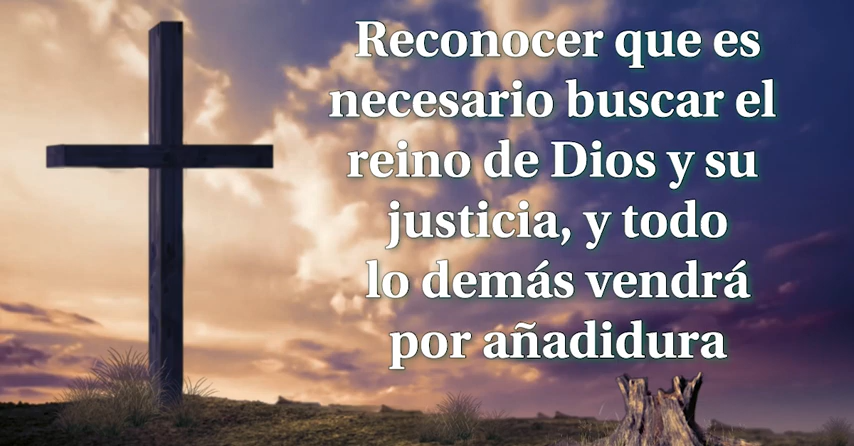 Reconocer que es
necesario buscar el
reino de Dios y su
justicia, y todo
lo demás vendrá
por añadidura